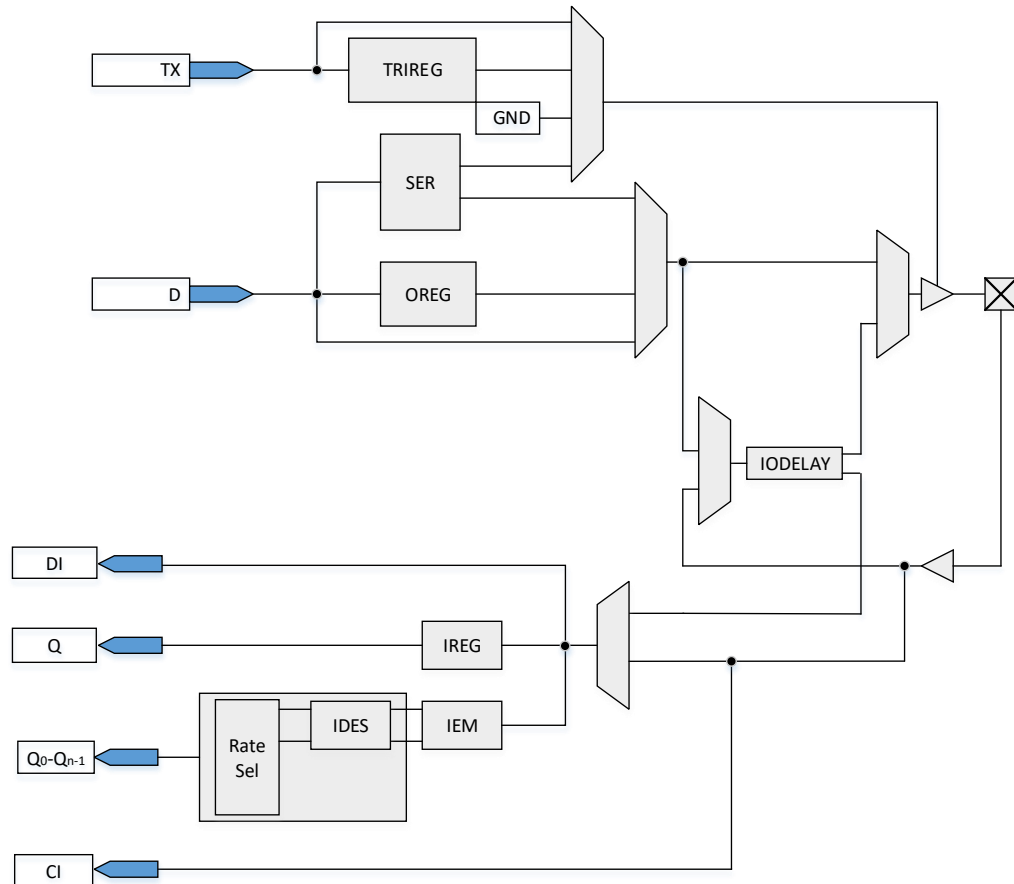 TX
TRIREG
GND
SER
D
OREG
IODELAY
DI
Q
IREG
Q0-Qn-1
Rate
Sel
IDES
IEM
CI